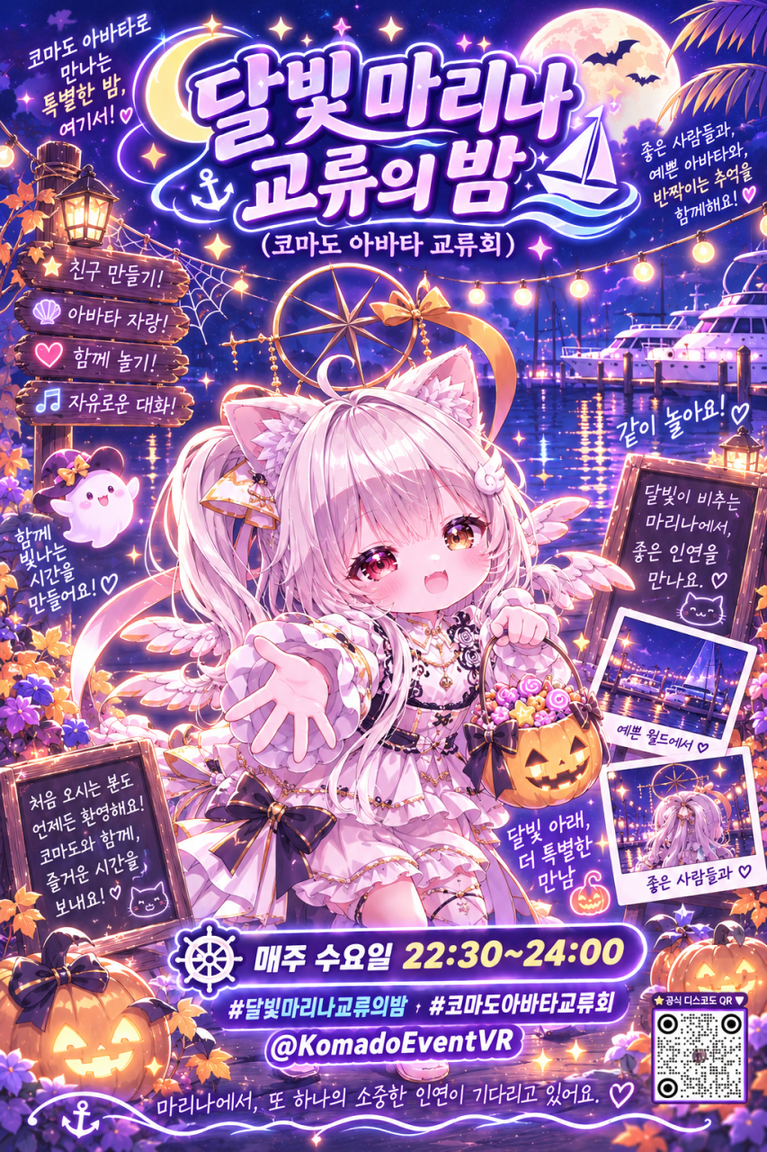 코마도 아바타로
만나는
특별한 밤,
여기서! ♡
달빛 마리나
교류의 밤
(코마도 아바타 교류회)
좋은 사람들과,
예쁜 아바타와,
반짝이는 추억을
함께해요! ♡
친구 만들기!
아바타 자랑!
함께 놀기!
자유로운 대화!
같이 놀아요! ♡
달빛이 비추는
마리나에서,
좋은 인연을
만나요. ♡
함께
빛나는
시간을
만들어요! ♡
예쁜 월드에서 ♡
처음 오시는 분도
언제든 환영해요!
코마도와 함께,
즐거운 시간을
보내요! ♡
달빛 아래,
더 특별한
만남
좋은 사람들과 ♡
매주 수요일 22:30~24:00
#달빛마리나교류의밤, #코마도아바타교류회
@KomadoEventVR
★공식 디스코드 QR ♥
마리나에서, 또 하나의 소중한 인연이 기다리고 있어요. ♡